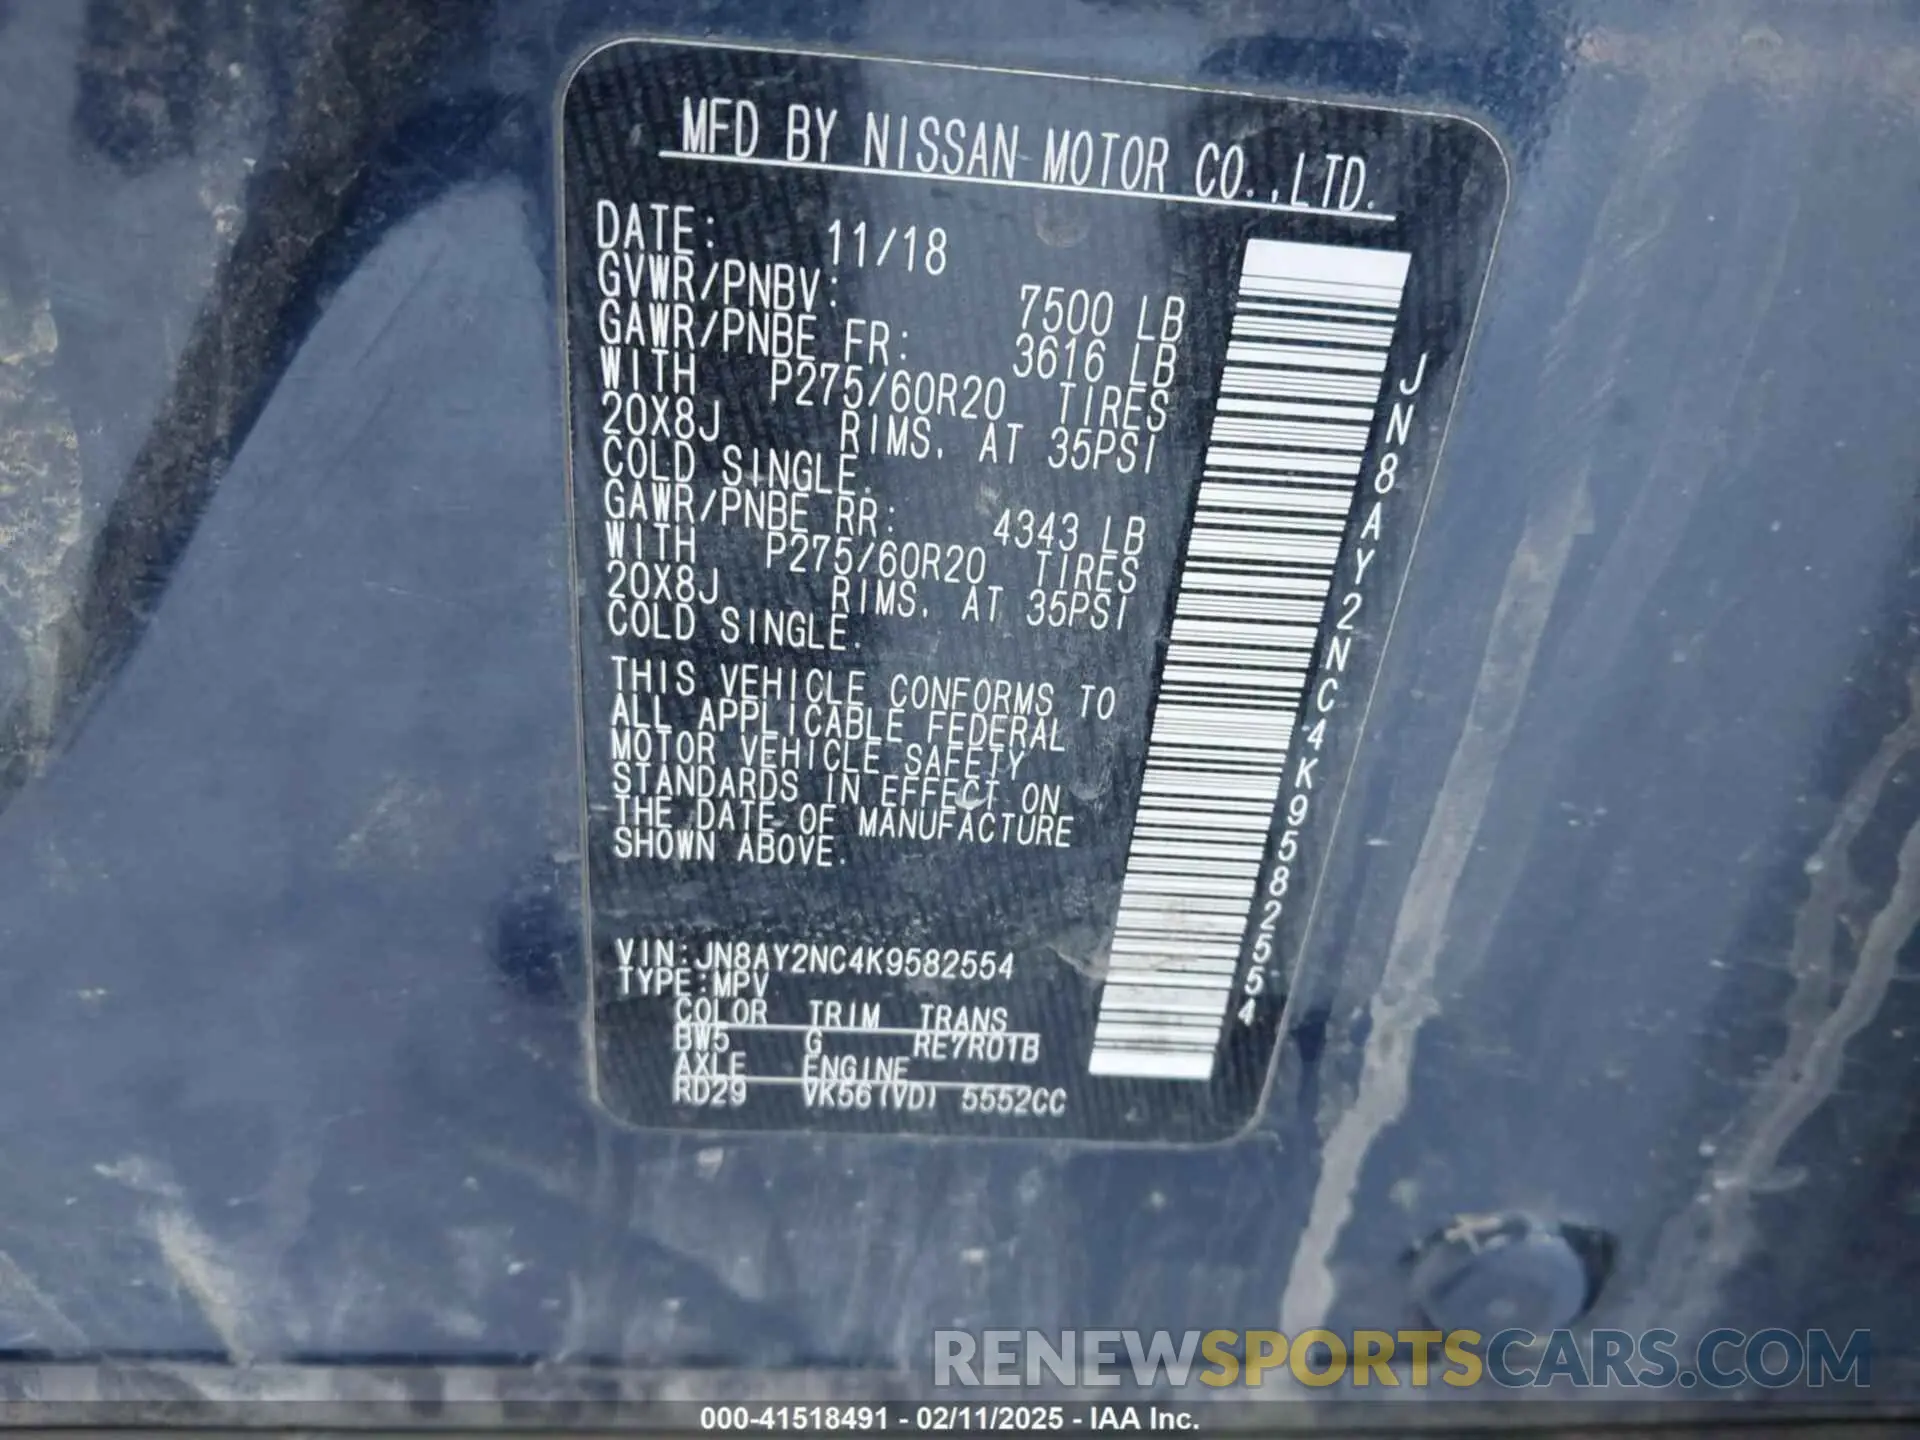 MFD BY NISSAN MOTOR CO.,LTD.
DATE: 11/18
GVWR/PNBV: 7500 LB
GAWR/PNBE FR: 3616 LB
WITH P275/60R20 TIRES
20X8J RIMS, AT 35PSI
COLD SINGLE.
GAWR/PNBE RR: 4343 LB
WITH P275/60R20 TIRES
20X8J RIMS, AT 35PSI
COLD SINGLE.
THIS VEHICLE CONFORMS TO
ALL APPLICABLE FEDERAL
MOTOR VEHICLE SAFETY
STANDARDS IN EFFECT ON
THE DATE OF MANUFACTURE
SHOWN ABOVE.
VIN:JN8AY2NC4K9582554
TYPE:MPV
COLOR TRIM TRANS
BW5 G RE7R01B
AXLE ENGINE
RD29 VK56(VD) 5552CC
JN8AY2NC4K9582554
RENEWSPORTSCARS.COM
000-41518491 - 02/11/2025 - IAA Inc.